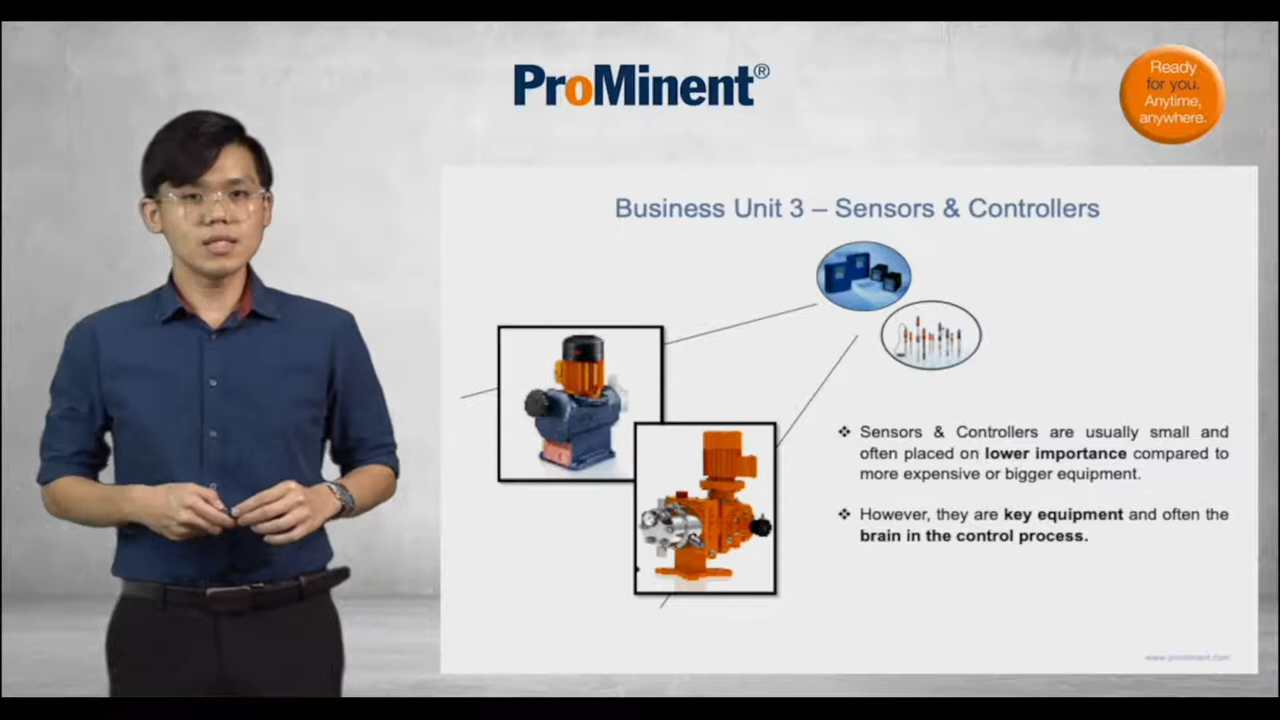 ProMinent®
Ready
for you.
Anytime,
anywhere.
Business Unit 3 – Sensors & Controllers
❖ Sensors & Controllers are usually small and
often placed on lower importance compared to
more expensive or bigger equipment.
❖ However, they are key equipment and often the
brain in the control process.
www.prominent.com